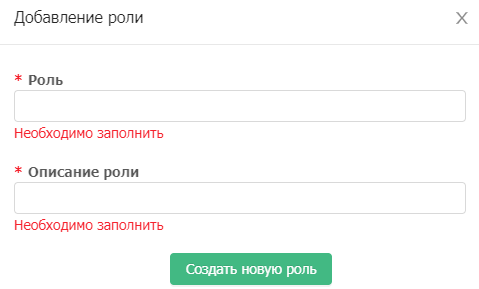 Добавление роли
* Роль
Необходимо заполнить
* Описание роли
Необходимо заполнить
Создать новую роль